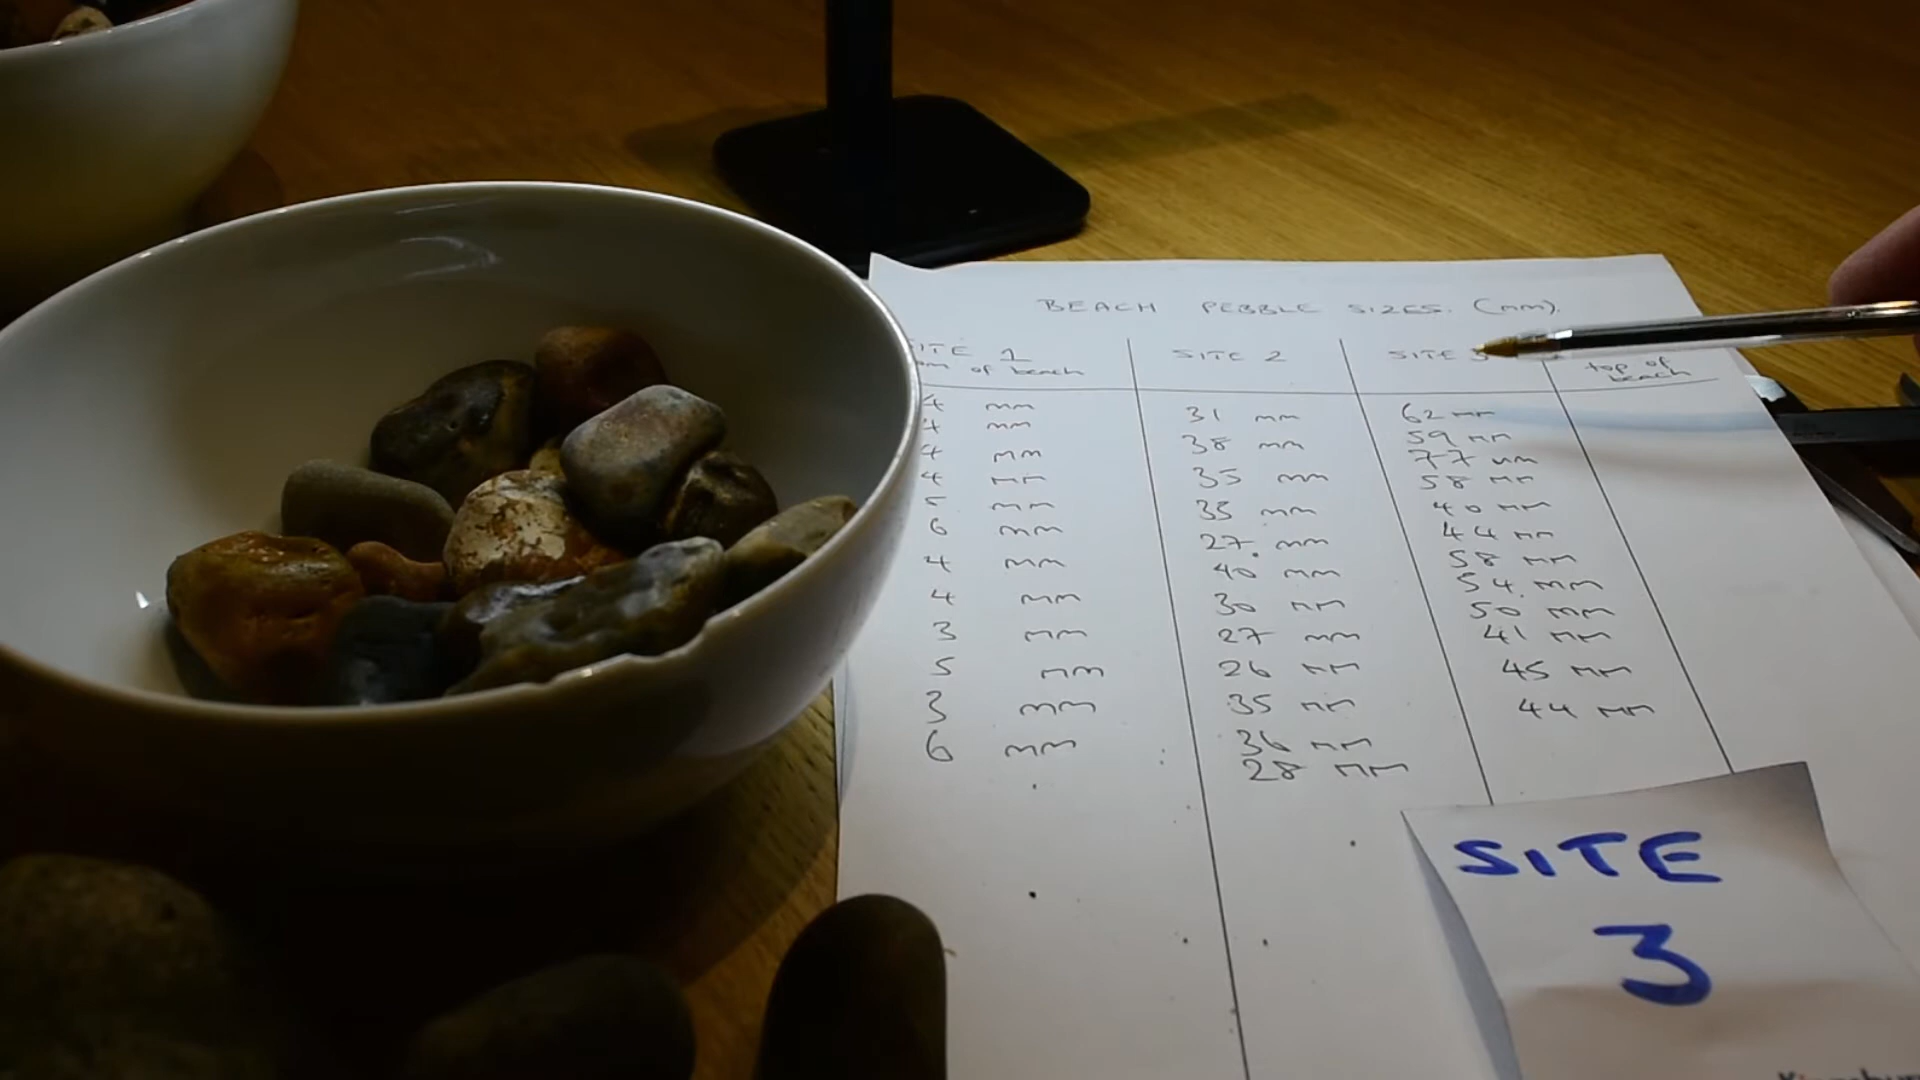 BEACH PEBBLE SIZES. (mm).
SITE 1 SITE 2 SITE 3
of beach top of
beach
4 mm 31 mm 62 mm
4 mm 38 mm 59 mm
4 mm 35 mm 77 mm
4 mm 35 mm 58 mm
5 mm 27 mm 40 mm
6 mm 40 mm 44 mm
4 mm 30 mm 58 mm
4 mm 27 mm 54 mm
3 mm 26 mm 50 mm
5 mm 35 mm 41 mm
3 mm 36 mm 45 mm
6 mm 28 mm 44 mm
SITE
3